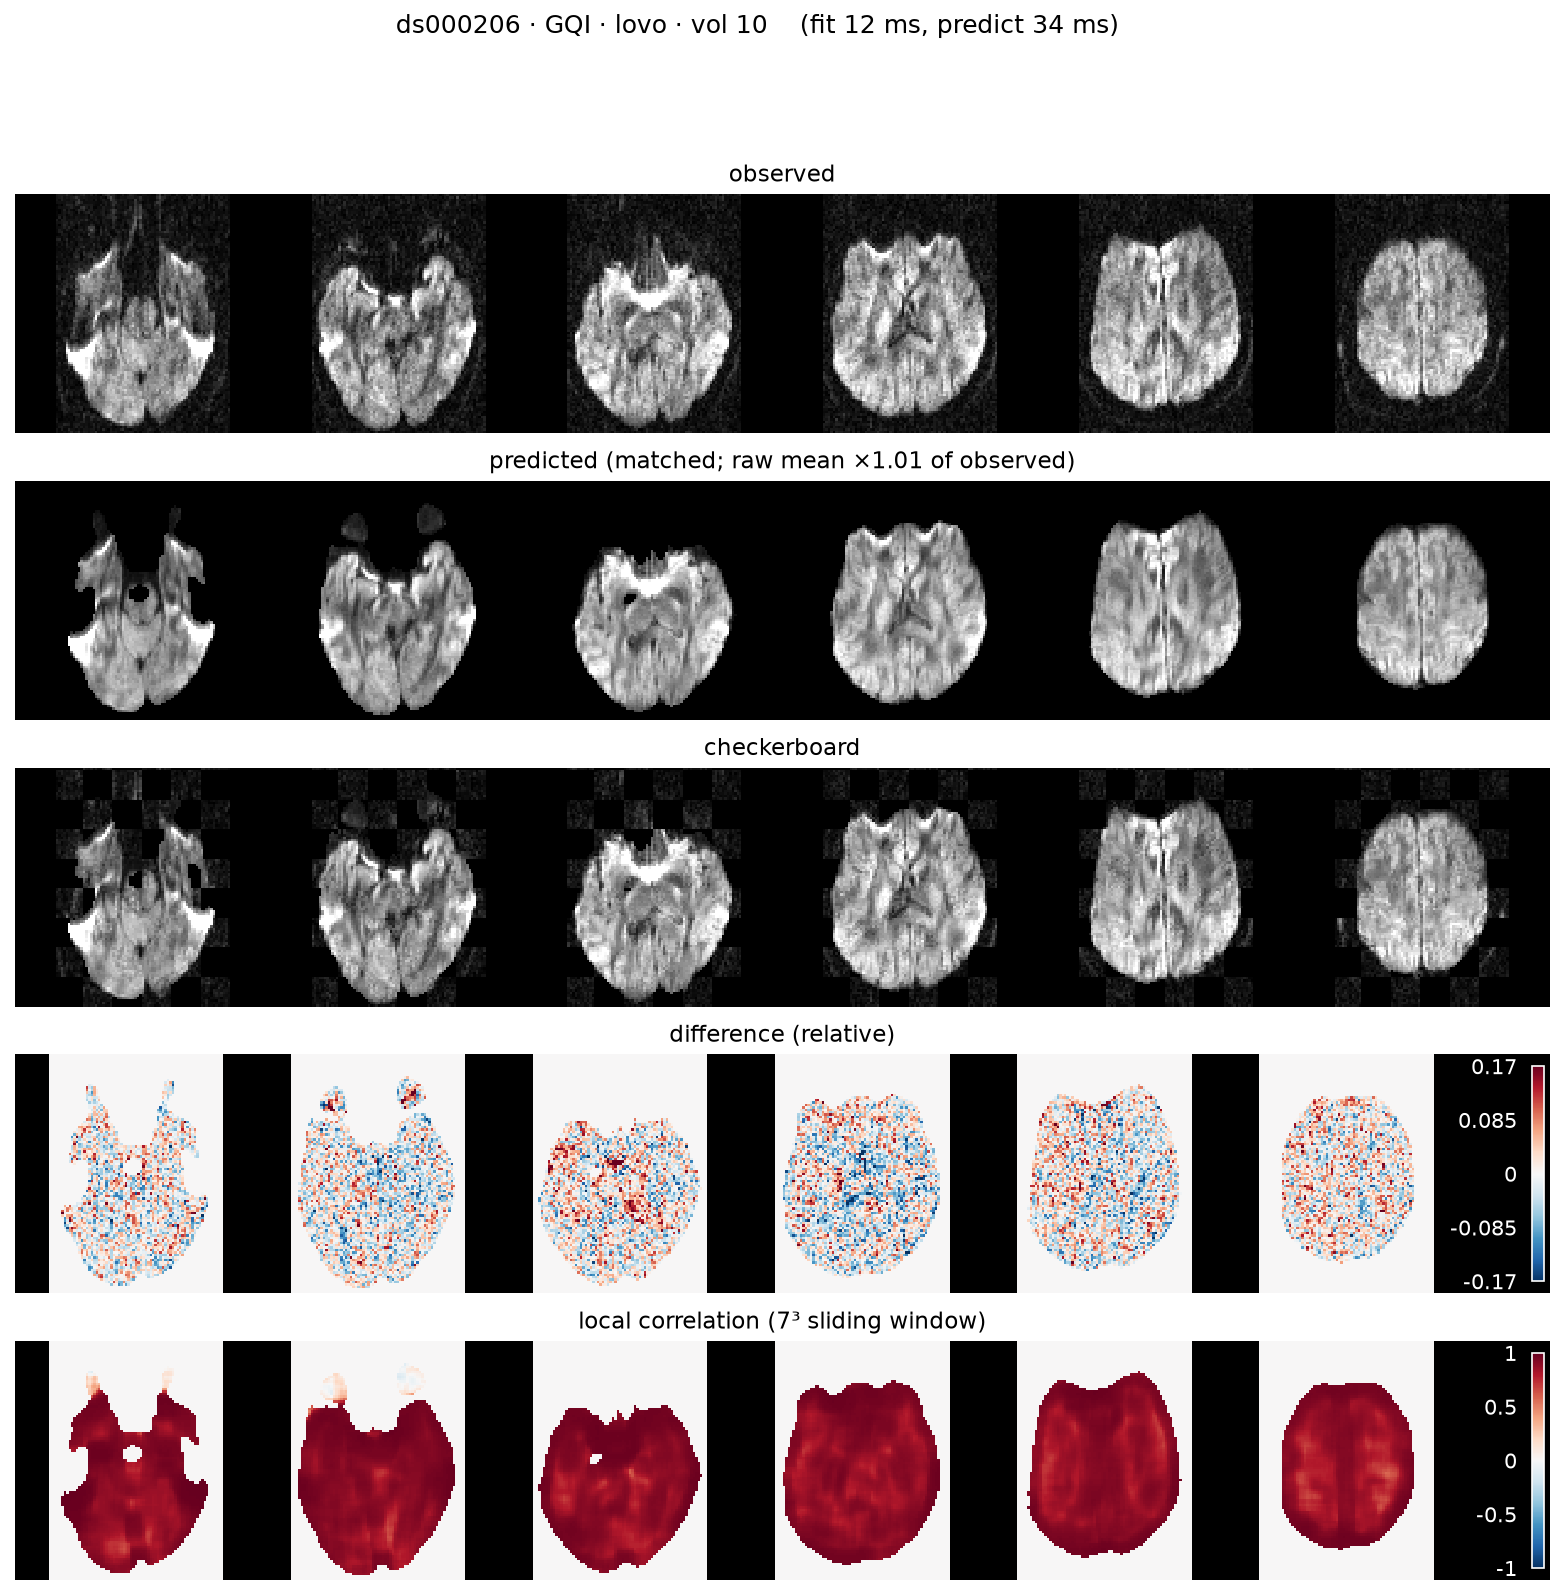 ds000206 · GQI · lovo · vol 10    (fit 12 ms, predict 34 ms)
observed
predicted (matched; raw mean ×1.01 of observed)
checkerboard
difference (relative)
0.17
0.085
0
-0.085
-0.17
local correlation (7³ sliding window)
1
0.5
0
-0.5
-1